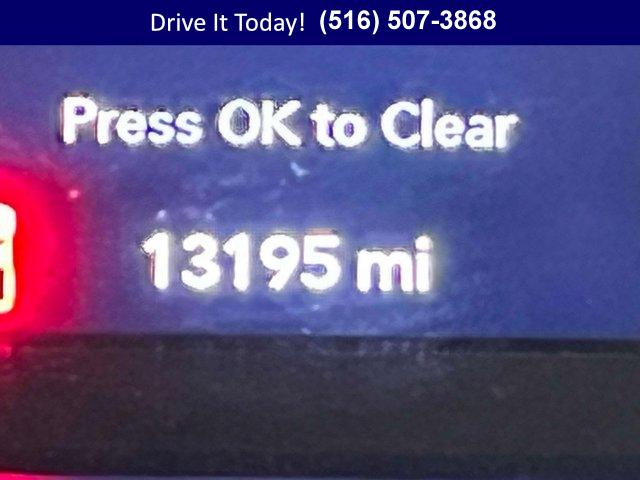 Drive It Today! (516) 507-3868
Press OK to Clear
13195 mi